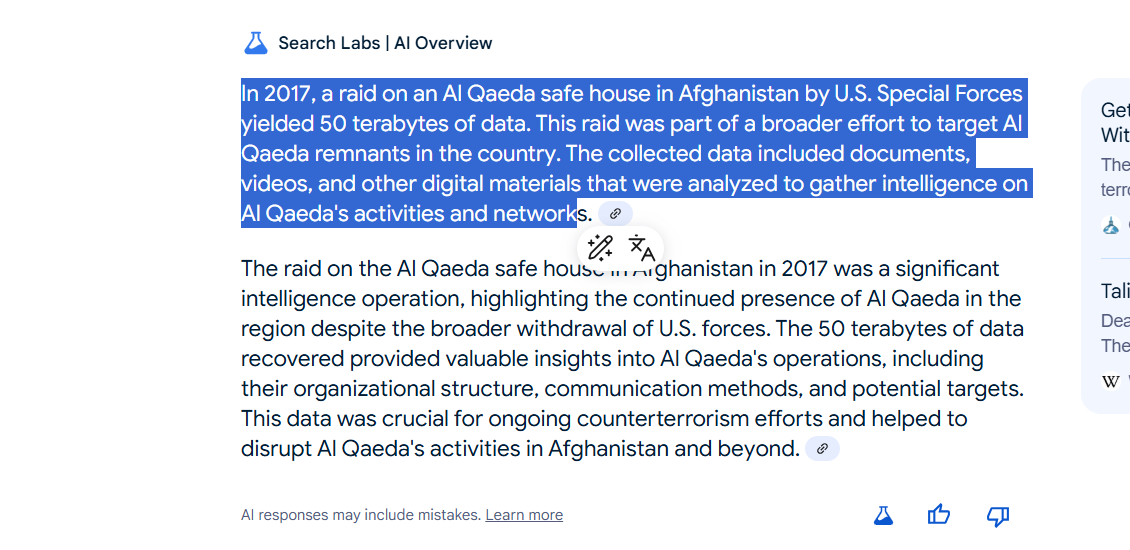 Search Labs | AI Overview
In 2017, a raid on an Al Qaeda safe house in Afghanistan by U.S. Special Forces
yielded 50 terabytes of data. This raid was part of a broader effort to target Al
Qaeda remnants in the country. The collected data included documents,
videos, and other digital materials that were analyzed to gather intelligence on
Al Qaeda's activities and networks.
The raid on the Al Qaeda safe house in Afghanistan in 2017 was a significant
intelligence operation, highlighting the continued presence of Al Qaeda in the
region despite the broader withdrawal of U.S. forces. The 50 terabytes of data
recovered provided valuable insights into Al Qaeda's operations, including
their organizational structure, communication methods, and potential targets.
This data was crucial for ongoing counterterrorism efforts and helped to
disrupt Al Qaeda's activities in Afghanistan and beyond.
AI responses may include mistakes. Learn more
Get
Wit
The
terr
Tali
Dea
The
W